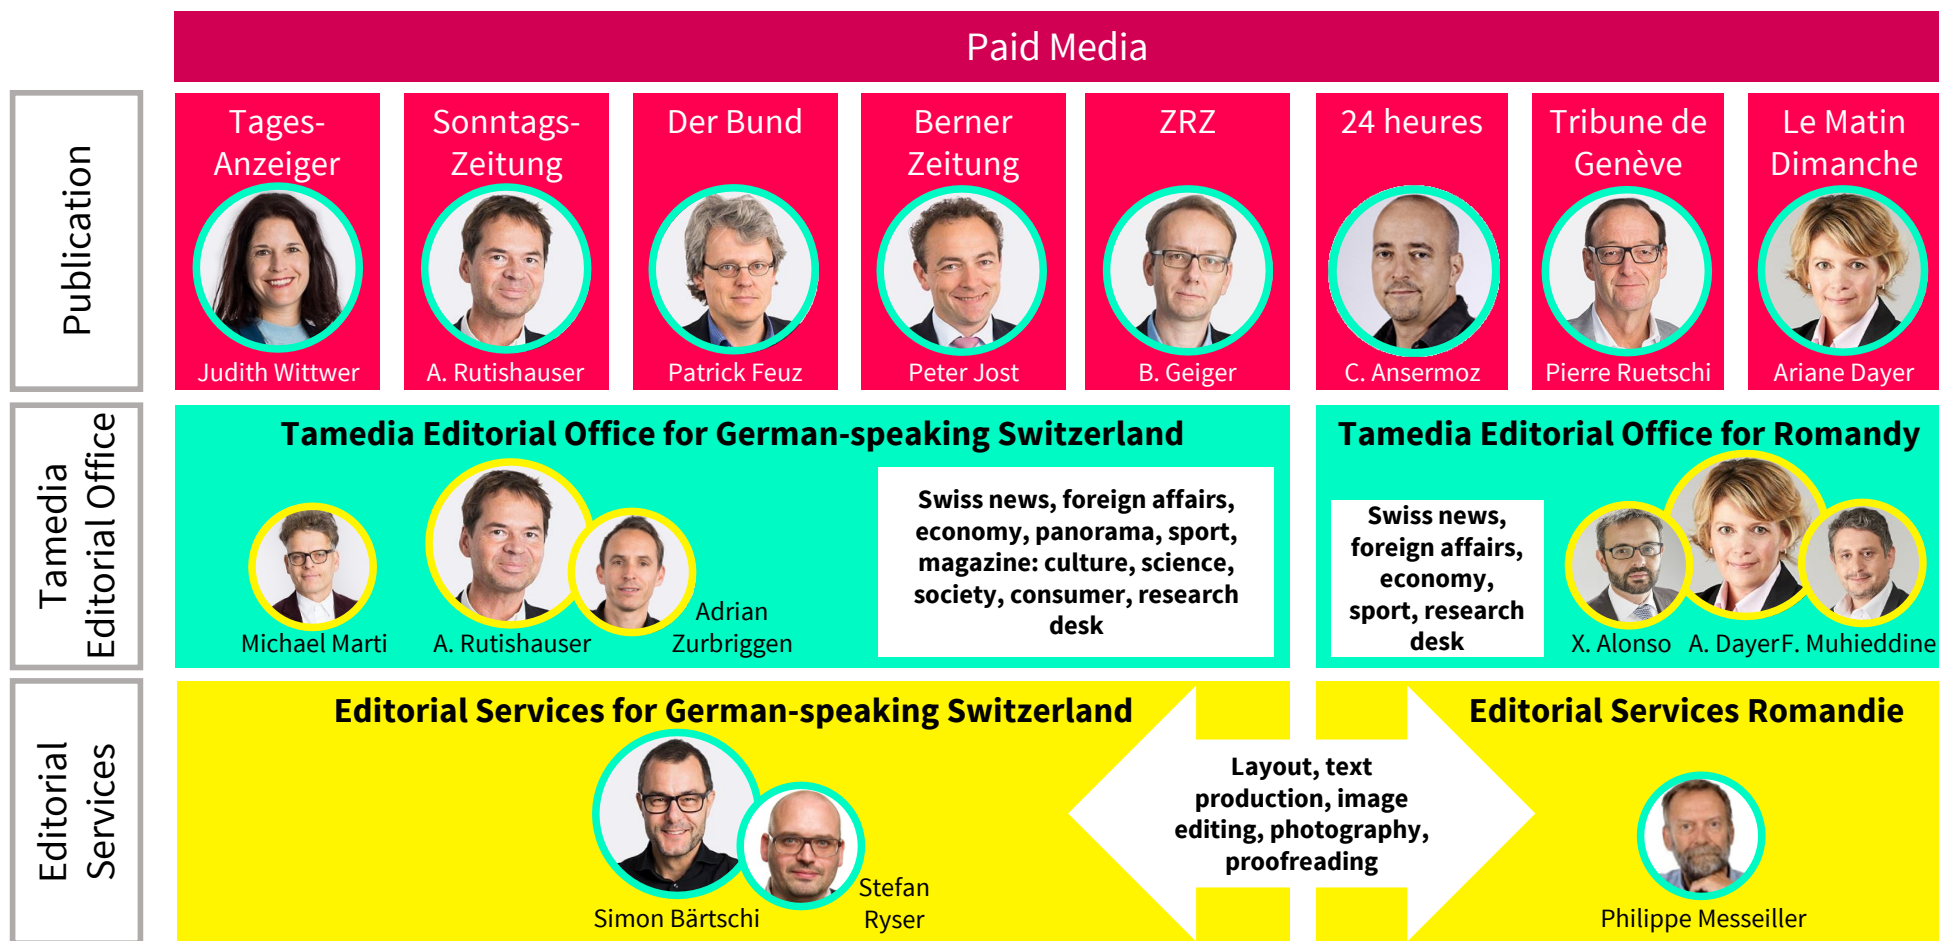 Paid Media
Publication
Tages-
Anzeiger
Judith Wittwer
Sonntags-
Zeitung
A. Rutishauser
Der Bund
Patrick Feuz
Berner
Zeitung
Peter Jost
ZRZ
B. Geiger
24 heures
C. Ansermoz
Tribune de
Genève
Pierre Ruetschi
Le Matin
Dimanche
Ariane Dayer
Tamedia
Editorial Office
Tamedia Editorial Office for German-speaking Switzerland
Michael Marti
A. Rutishauser
Adrian
Zurbriggen
Swiss news, foreign affairs,
economy, panorama, sport,
magazine: culture, science,
society, consumer, research
desk
Tamedia Editorial Office for Romandy
Swiss news,
foreign affairs,
economy,
sport, research
desk
X. Alonso
A. Dayer
F. Muhieddine
Editorial
Services
Editorial Services for German-speaking Switzerland
Simon Bärtschi
Stefan
Ryser
Layout, text
production, image
editing, photography,
proofreading
Editorial Services Romandie
Philippe Messeiller